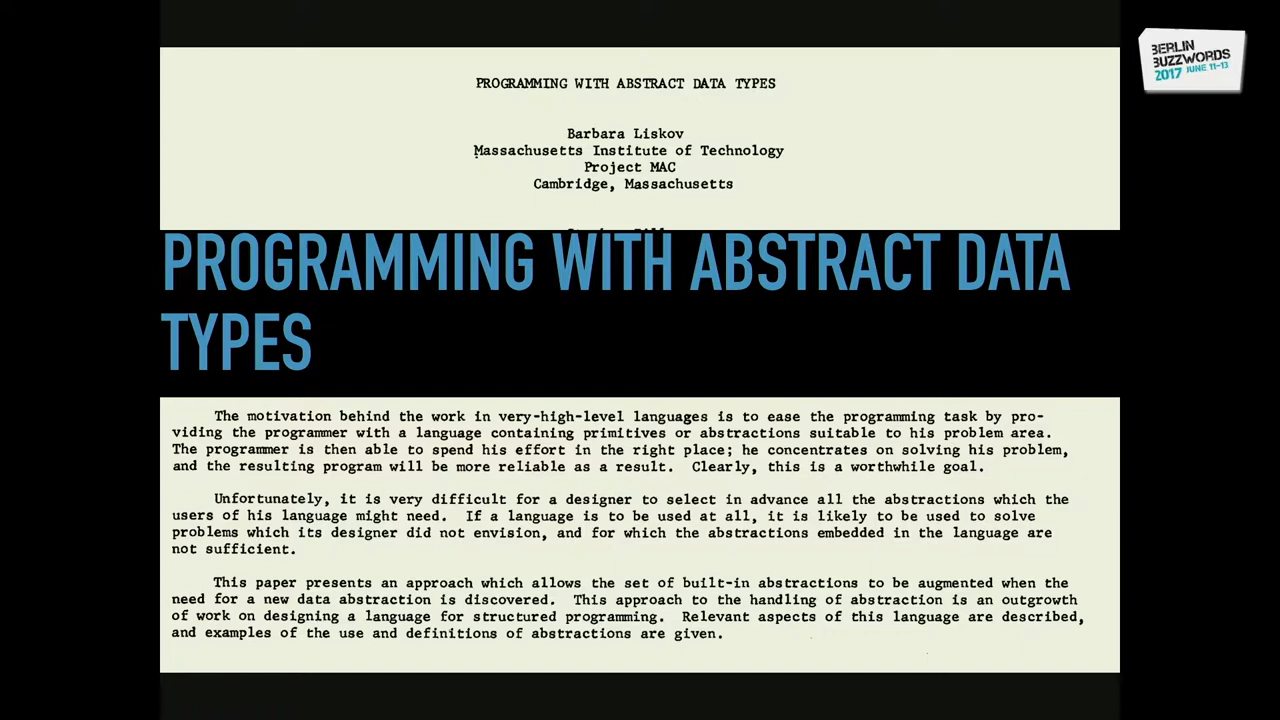 PROGRAMMING WITH ABSTRACT DATA TYPES
Barbara Liskov
Massachusetts Institute of Technology
Project MAC
Cambridge, Massachusetts
PROGRAMMING WITH ABSTRACT DATA
TYPES
The motivation behind the work in very-high-level languages is to ease the programming task by pro-
viding the programmer with a language containing primitives or abstractions suitable to his problem area.
The programmer is then able to spend his effort in the right place; he concentrates on solving his problem,
and the resulting program will be more reliable as a result. Clearly, this is a worthwhile goal.
Unfortunately, it is very difficult for a designer to select in advance all the abstractions which the
users of his language might need. If a language is to be used at all, it is likely to be used to solve
problems which its designer did not envision, and for which the abstractions embedded in the language are
not sufficient.
This paper presents an approach which allows the set of built-in abstractions to be augmented when the
need for a new data abstraction is discovered. This approach to the handling of abstraction is an outgrowth
of work on designing a language for structured programming. Relevant aspects of this language are described,
and examples of the use and definitions of abstractions are given.
BERLIN
BUZZWORDS
2017 JUNE 11-13